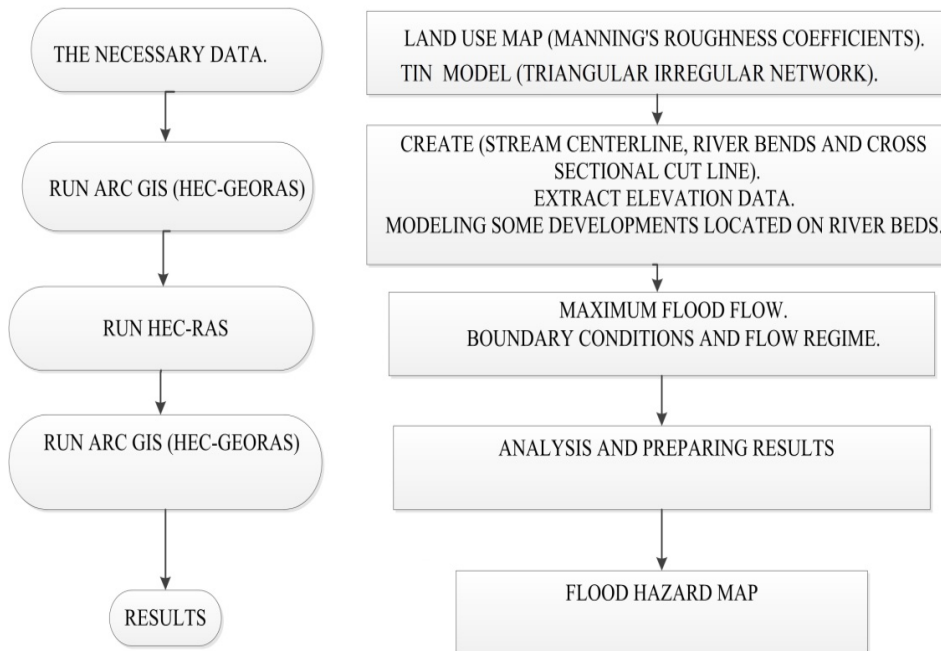 THE NECESSARY DATA.
RUN ARC GIS (HEC-GEORAS)
RUN HEC-RAS
RUN ARC GIS (HEC-GEORAS)
RESULTS
LAND USE MAP (MANNING'S ROUGHNESS COEFFICIENTS).
TIN MODEL (TRIANGULAR IRREGULAR NETWORK).
CREATE (STREAM CENTERLINE, RIVER BENDS AND CROSS
SECTIONAL CUT LINE).
EXTRACT ELEVATION DATA.
MODELING SOME DEVELOPMENTS LOCATED ON RIVER BEDS.
MAXIMUM FLOOD FLOW.
BOUNDARY CONDITIONS AND FLOW REGIME.
ANALYSIS AND PREPARING RESULTS
FLOOD HAZARD MAP